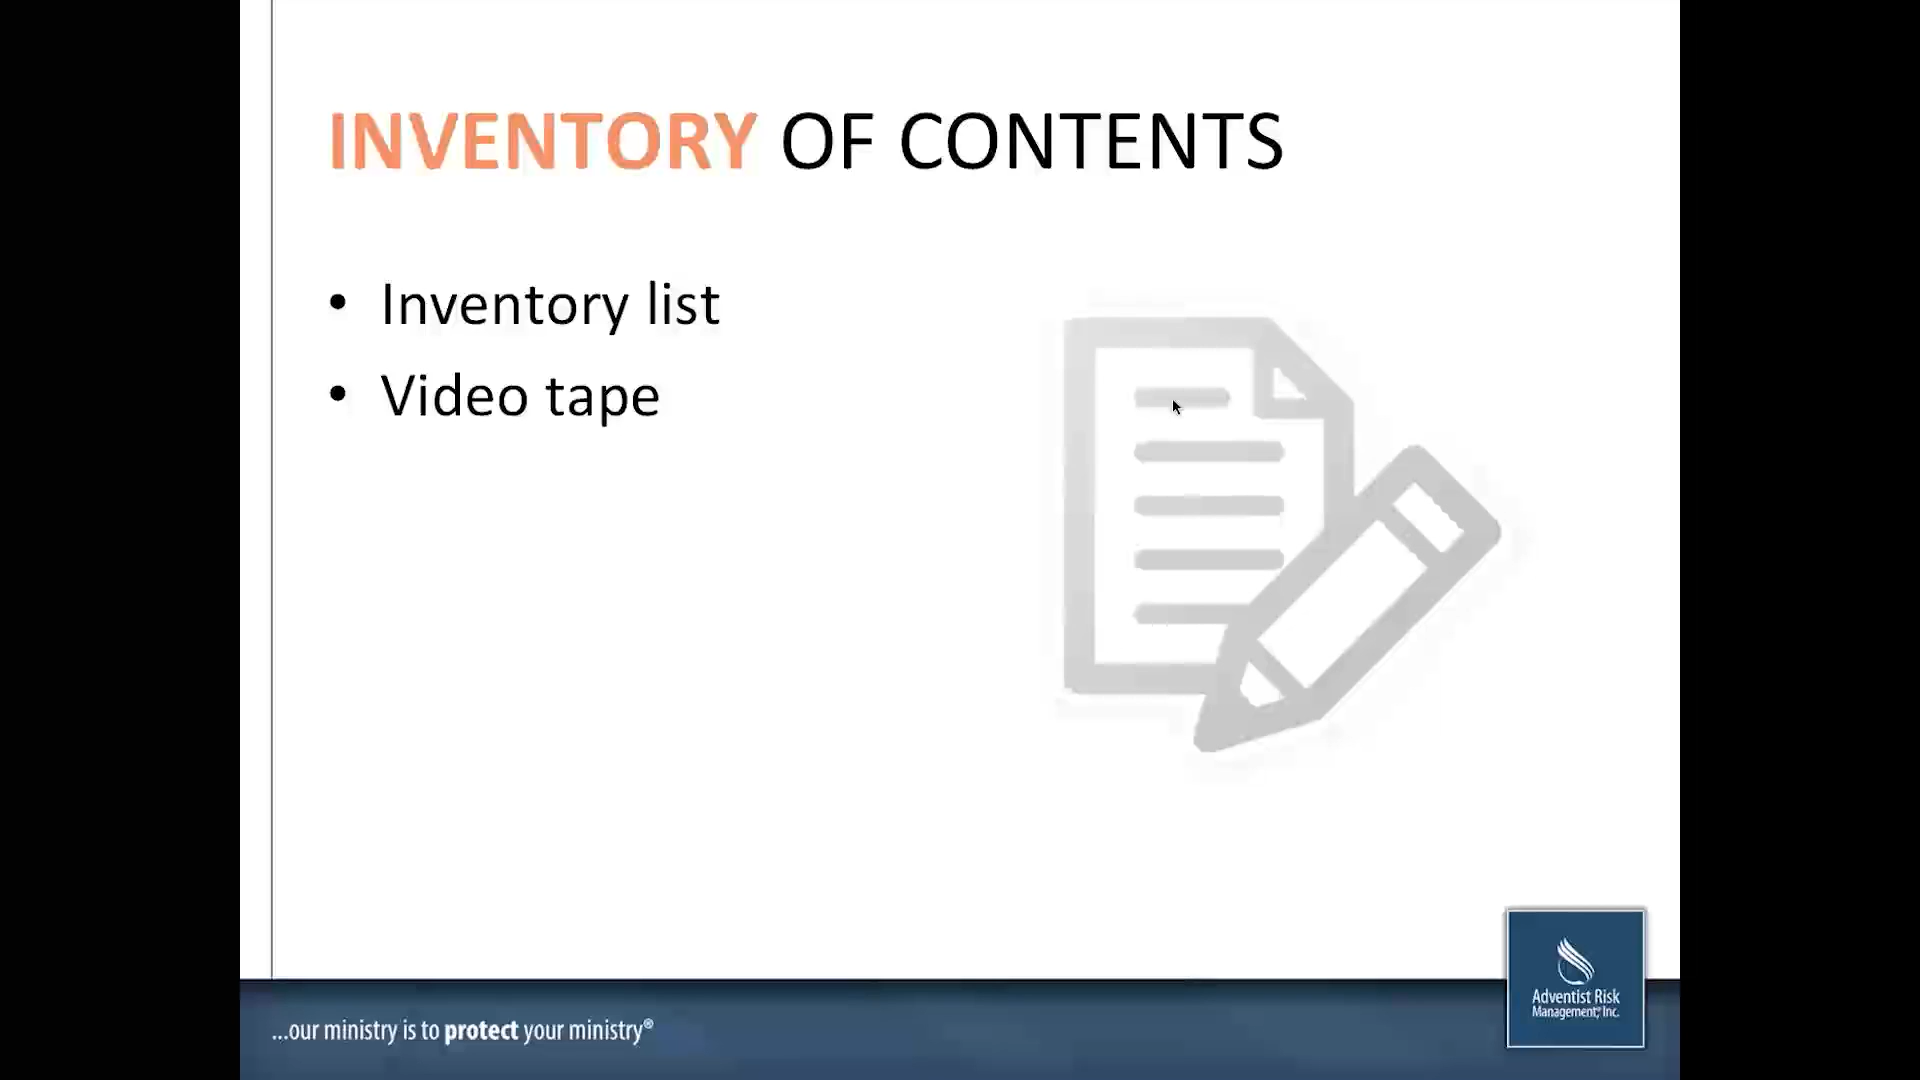 INVENTORY OF CONTENTS
• Inventory list
• Video tape
...our ministry is to protect your ministry®
Adventist Risk
Management, Inc.